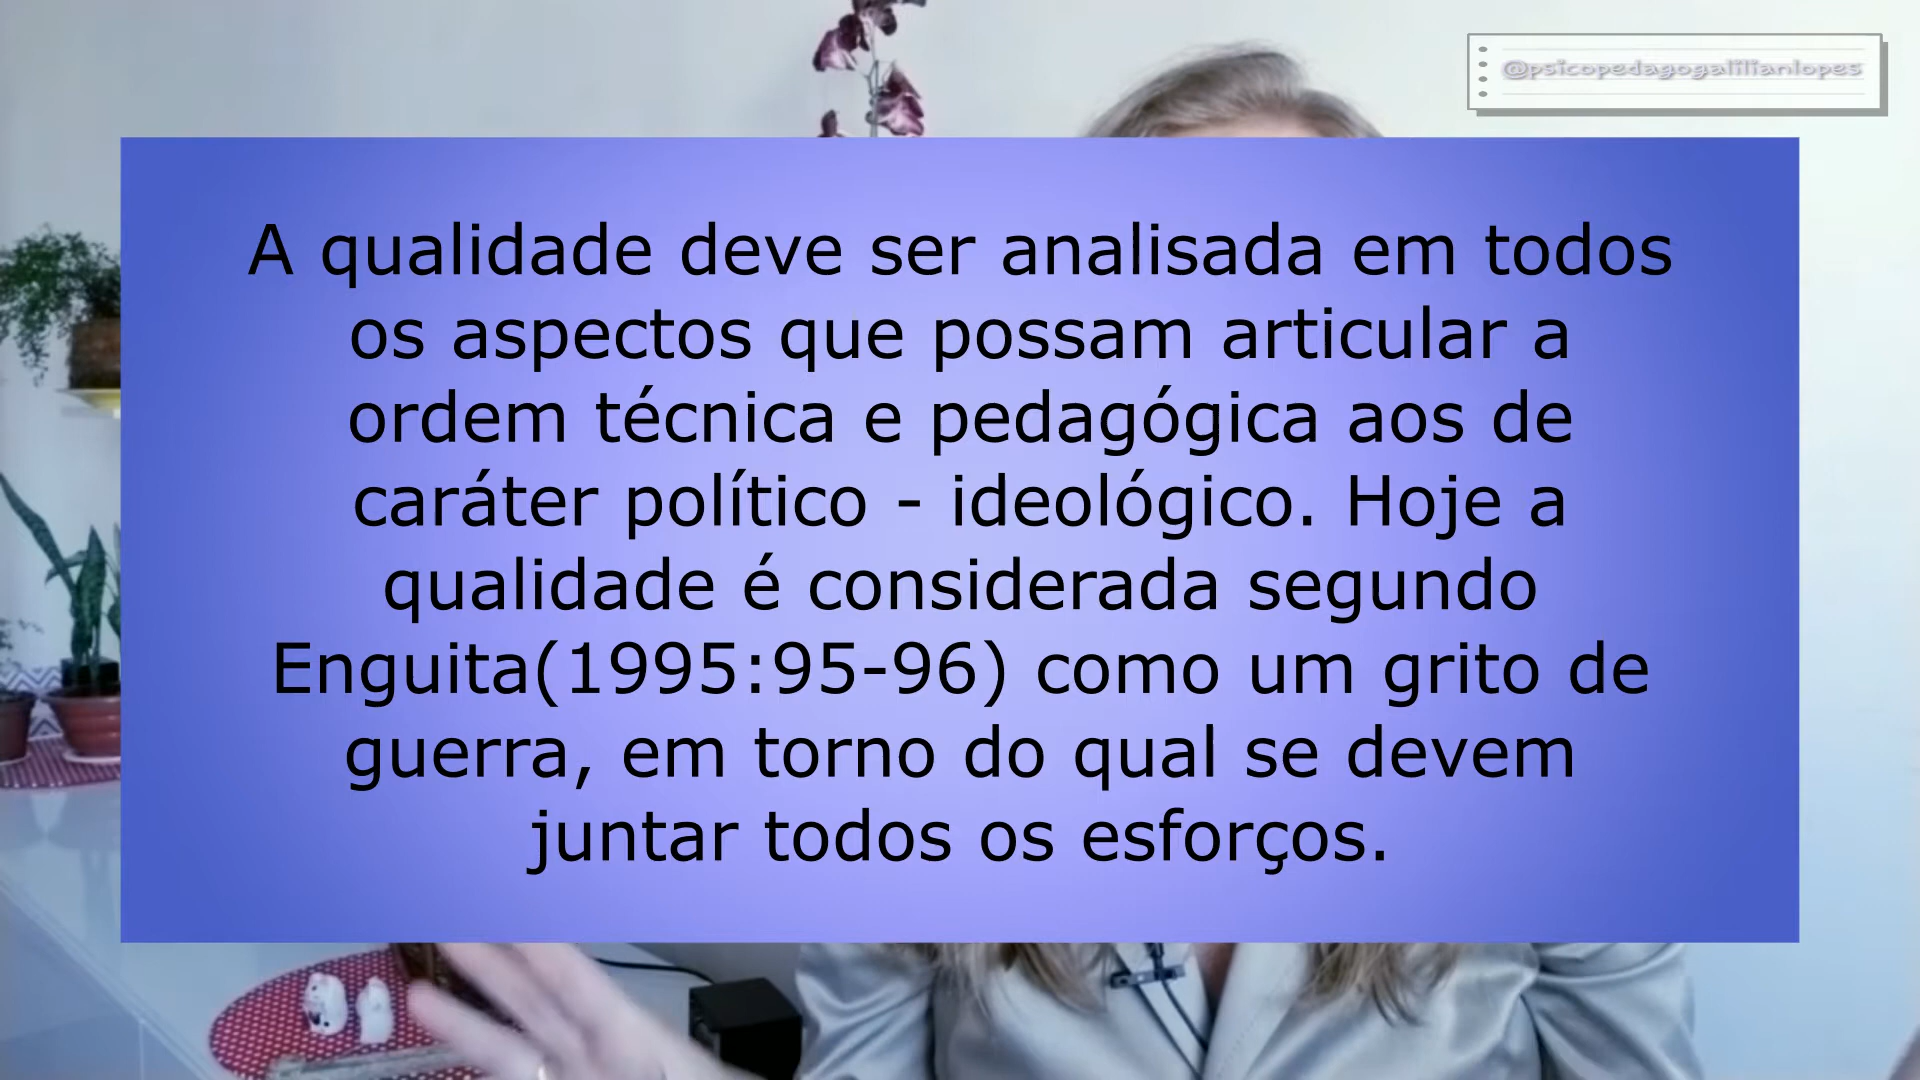 @psicopedagogalilianlopes
A qualidade deve ser analisada em todos
os aspectos que possam articular a
ordem técnica e pedagógica aos de
caráter político - ideológico. Hoje a
qualidade é considerada segundo
Enguita(1995:95-96) como um grito de
guerra, em torno do qual se devem
juntar todos os esforços.